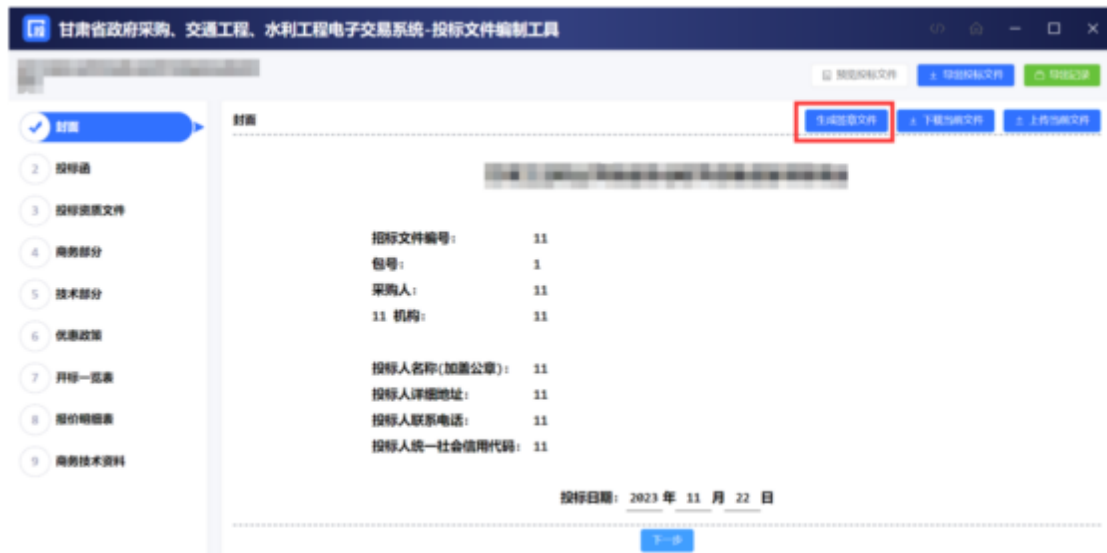 甘肃省政府采购、交通工程、水利工程电子交易系统-投标文件编制工具
预览投标文件
导出投标文件
导出记录
封面
2 投标函
3 投标资质文件
4 商务部分
5 技术部分
6 优惠政策
7 开标一览表
8 报价明细表
9 商务技术资料
封面
生成签章文件
下载当前文件
上传当前文件
招标文件编号: 11
包号: 1
采购人: 11
11 机构: 11
投标人名称(加盖公章): 11
投标人详细地址: 11
投标人联系电话: 11
投标人统一社会信用代码: 11
投标日期: 2023 年 11 月 22 日
下一步